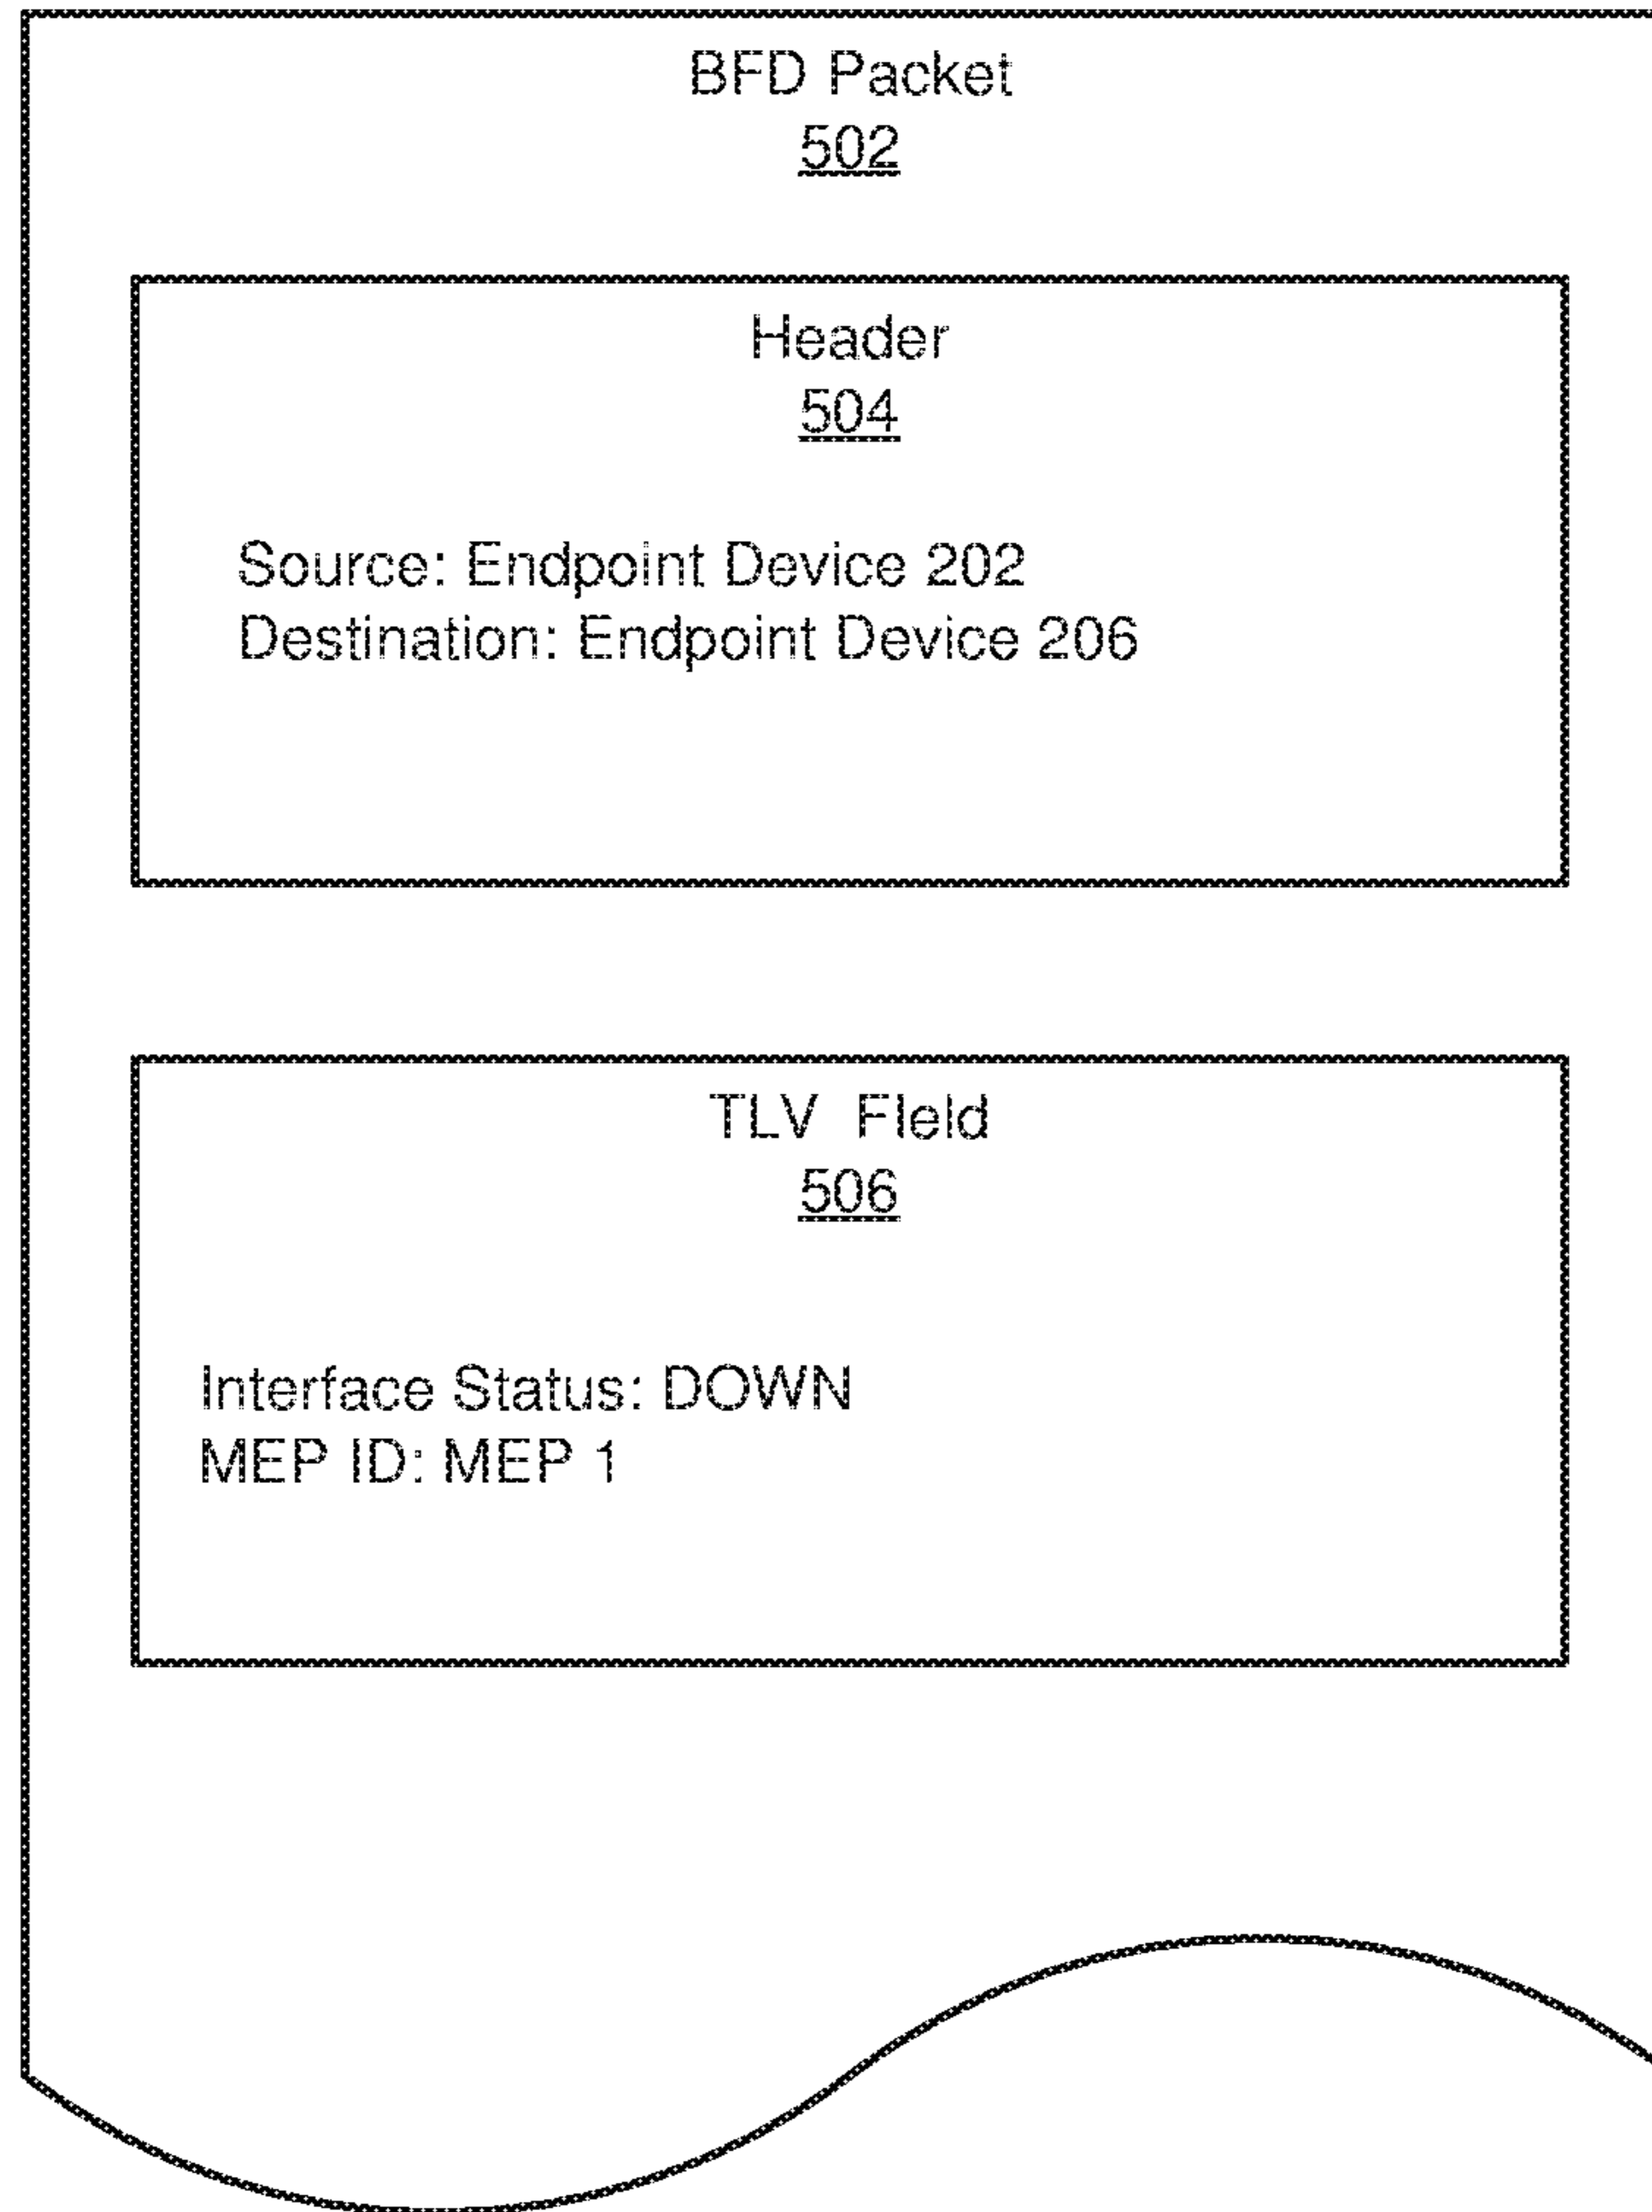 BFD Packet
502
Header
504
Source: Endpoint Device 202
Destination: Endpoint Device 206
TLV FIeld
506
Interface Status: DOWN
MEP ID: MEP 1